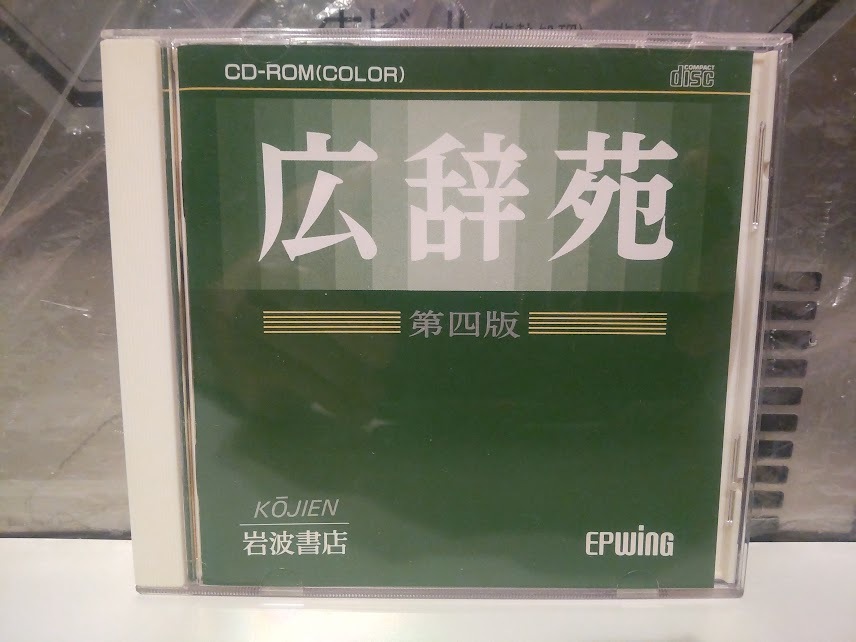 CD-ROM(COLOR)
COMPACT
disc
広辞苑
第四版
KŌJIEN
岩波書店
EPWING